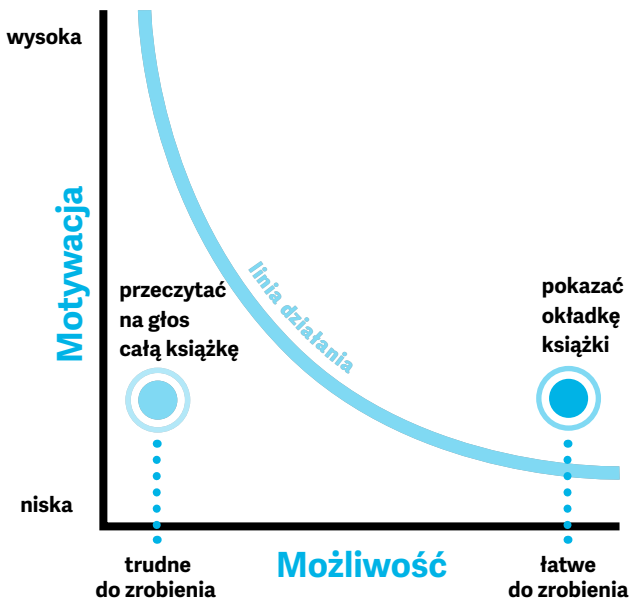 wysoka
Motywacja
linia działania
przeczytać
na głos
całą książkę
pokazać
okładkę
książki
niska
trudne
do zrobienia
Możliwość
łatwe
do zrobienia